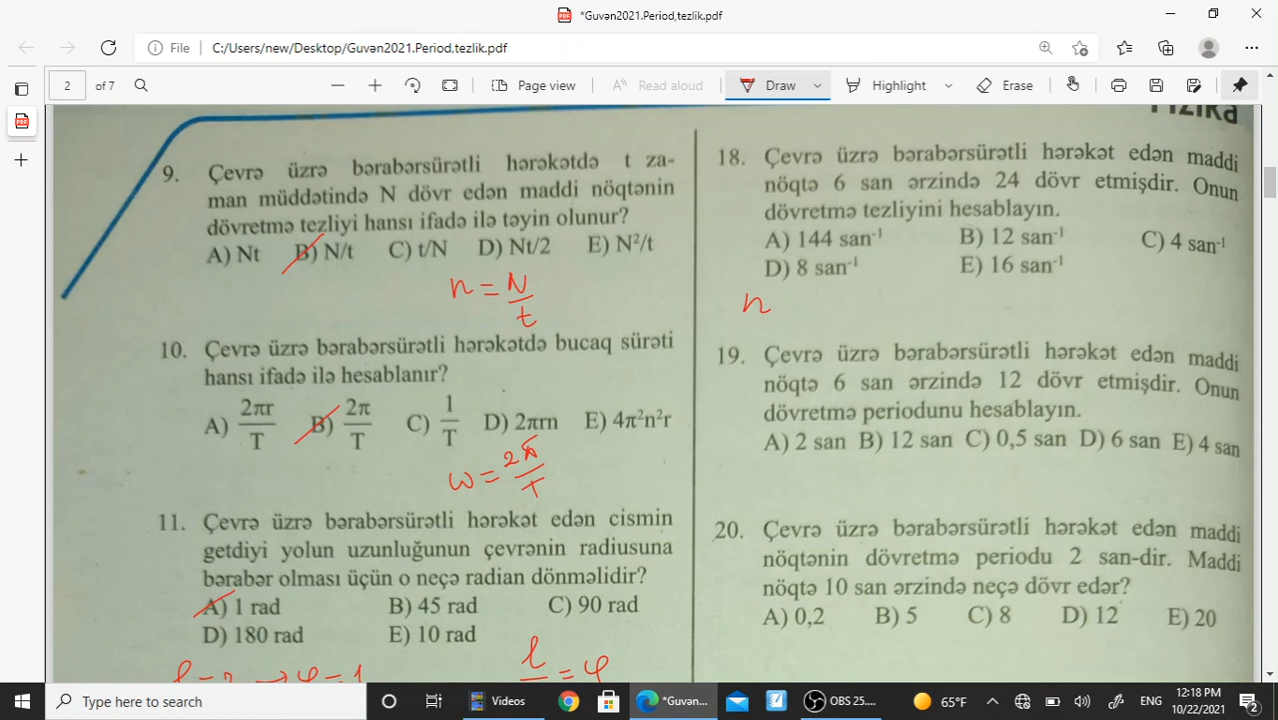 *Guvən2021.Period,tezlik.pdf
File C:/Users/new/Desktop/Guvən2021.Period.tezlik.pdf
2 of 7 Page view Read aloud Draw Highlight Erase
Fizika
9. Çevrə üzrə bərabərsürətli hərəkətdə t za-
man müddətində N dövr edən maddi nöqtənin
dövretmə tezliyi hansı ifadə ilə təyin olunur?
A) Nt B) N/t C) t/N D) Nt/2 E) N²/t
n = N/t
10. Çevrə üzrə bərabərsürətli hərəkətdə bucaq sürəti
hansı ifadə ilə hesablanır?
A) 2πr/T B) 2π/T C) 1/T D) 2πrn E) 4π²n²r
ω = 2π/T
11. Çevrə üzrə bərabərsürətli hərəkət edən cismin
getdiyi yolun uzunluğunun çevrənin radiusuna
bərabər olması üçün o neçə radian dönməlidir?
A) 1 rad B) 45 rad C) 90 rad
D) 180 rad E) 10 rad
l = φ
18. Çevrə üzrə bərabərsürətli hərəkət edən maddi
nöqtə 6 san ərzində 24 dövr etmişdir. Onun
dövretmə tezliyini hesablayın.
A) 144 san⁻¹ B) 12 san⁻¹ C) 4 san⁻¹
D) 8 san⁻¹ E) 16 san⁻¹
n
19. Çevrə üzrə bərabərsürətli hərəkət edən maddi
nöqtə 6 san ərzində 12 dövr etmişdir. Onun
dövretmə periodunu hesablayın.
A) 2 san B) 12 san C) 0,5 san D) 6 san E) 4 san
20. Çevrə üzrə bərabərsürətli hərəkət edən maddi
nöqtənin dövretmə periodu 2 san-dir. Maddi
nöqtə 10 san ərzində neçə dövr edər?
A) 0,2 B) 5 C) 8 D) 12 E) 20
Type here to search Videos *Guvən... OBS 25.... 65°F ENG 12:18 PM
10/22/2021 2